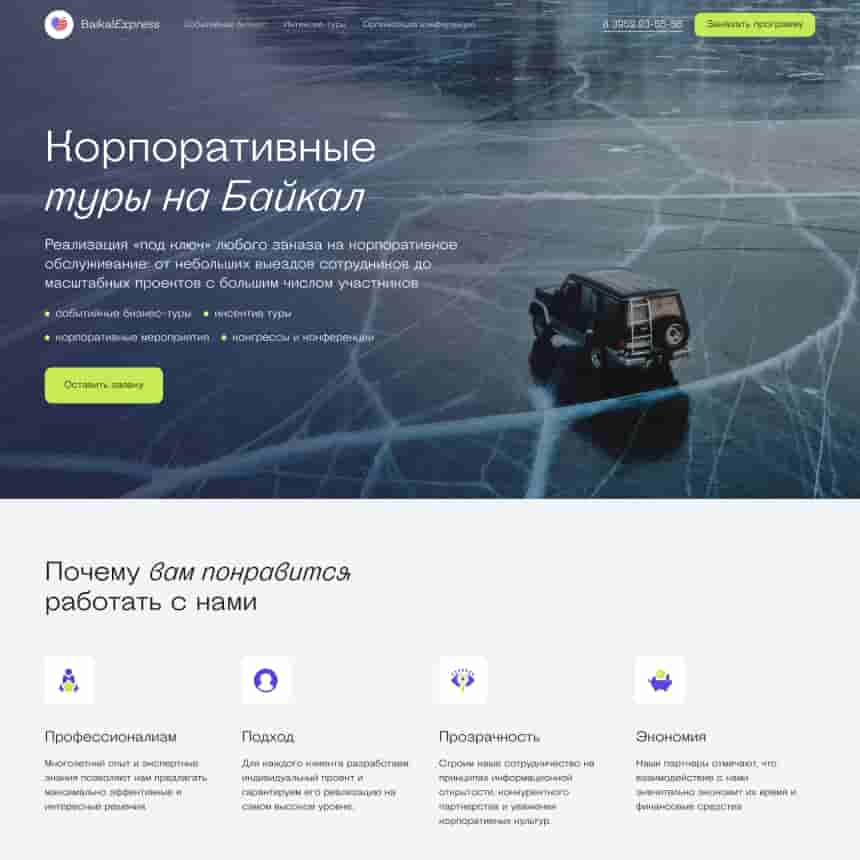 BaikalExpress
Событийный бизнес
Инсентив-туры
Организация конференций
8 3952 93-65-56
Заказать программу
Корпоративные
туры на Байкал
Реализация «под ключ» любого заказа на корпоративное
обслуживание: от небольших выездов сотрудников до
масштабных проектов с большим числом участников
событийные бизнес-туры
инсентив туры
корпоративные мероприятия
конгрессы и конференции
Оставить заявку
Почему вам понравится
работать с нами
Профессионализм
Многолетний опыт и экспертные
знания позволяют нам предлагать
максимально эффективные и
интересные решения.
Подход
Для каждого клиента разработаем
индивидуальный проект и
гарантируем его реализацию на
самом высоком уровне.
Прозрачность
Строим наше сотрудничество на
принципах информационной
открытости, конкурентного
партнерства и уважения
корпоративных культур.
Экономия
Наши партнеры отмечают, что
взаимодействие с нами
значительно экономит их время и
финансовые средства